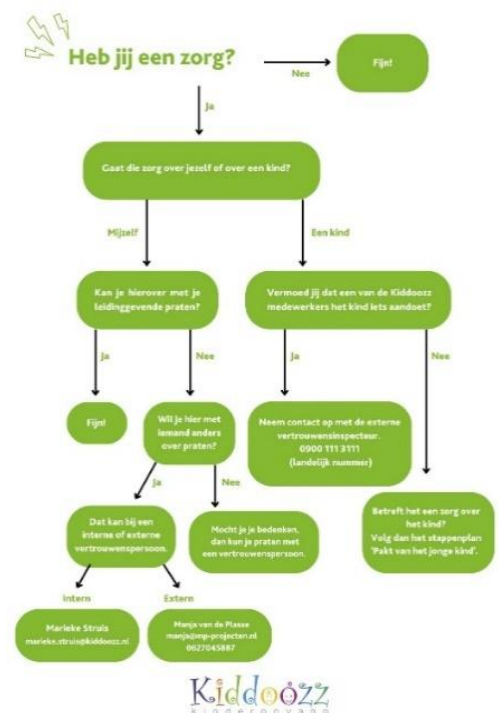 Heb jij een zorg?
Nee
Fijn!
Ja
Gaat die zorg over jezelf of over een kind?
Mijzelf
Een kind
Kan je hierover met je
leidinggevende praten?
Vermoed jij dat een van de Kiddoozz
medewerkers het kind iets aandoet?
Ja
Nee
Ja
Nee
Fijn!
Wil je hier met
iemand anders
over praten?
Neem contact op met de externe
vertrouwensinspecteur.
0900 111 3111
(landelijk nummer)
Ja
Nee
Dat kan bij een
interne of externe
vertrouwenspersoon.
Mocht je je bedenken,
dan kun je praten met
een vertrouwenspersoon.
Betreft het een zorg over
het kind?
Volg dan het stappenplan
'Pakt van het jonge kind'.
Intern
Extern
Marieke Struis
marieke.struis@kiddoozz.nl
Manja van de Plasse
manja@mp-projecten.nl
0627045887
Kiddoozz
kinderopvang